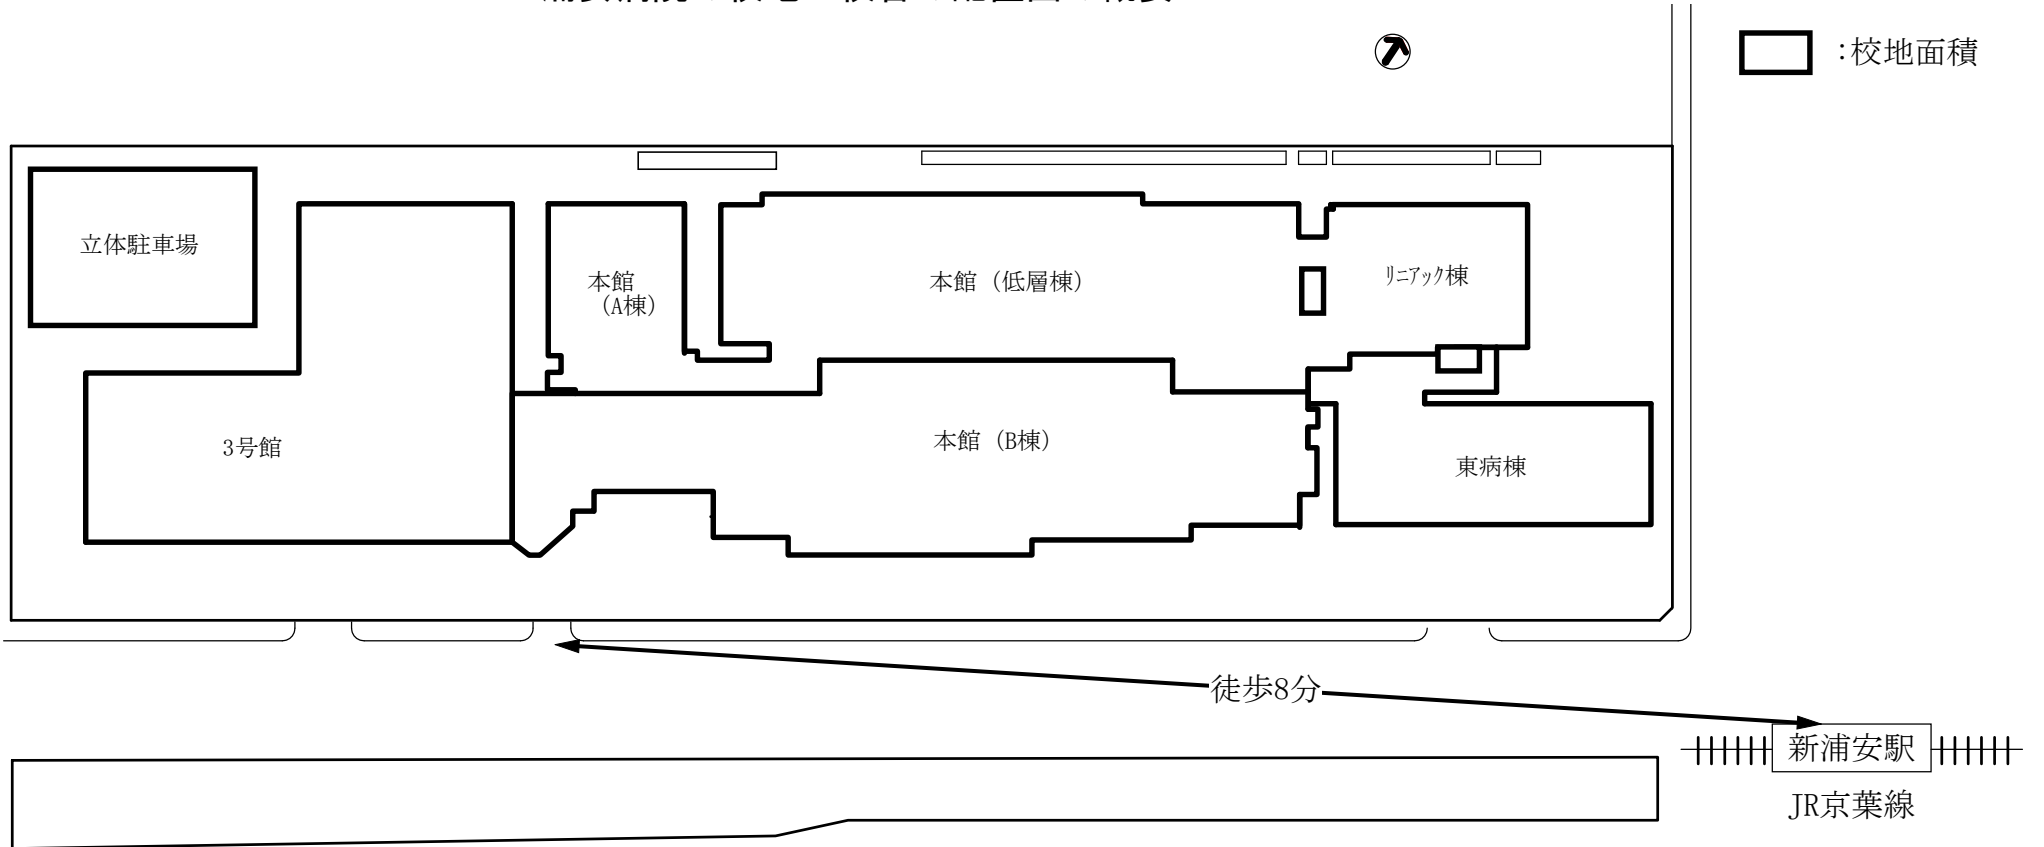 :校地面積
立体駐車場
本館
（A棟）
本館（低層棟）
ﾘﾆｱｯｸ棟
3号館
本館（B棟）
東病棟
徒歩8分
新浦安駅
JR京葉線